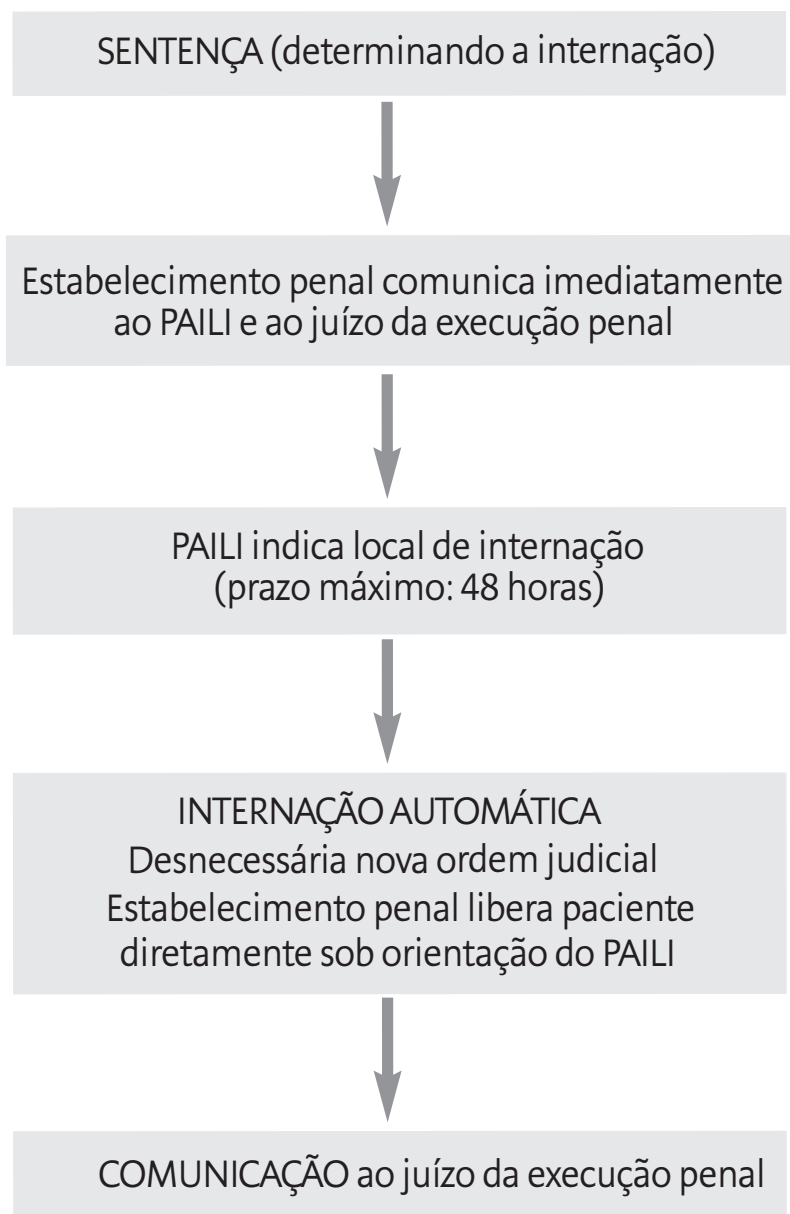 SENTENÇA (determinando a internação)
Estabelecimento penal comunica imediatamente
ao PAILI e ao juízo da execução penal
PAILI indica local de internação
(prazo máximo: 48 horas)
INTERNAÇÃO AUTOMÁTICA
Desnecessária nova ordem judicial
Estabelecimento penal libera paciente
diretamente sob orientação do PAILI
COMUNICAÇÃO ao juízo da execução penal